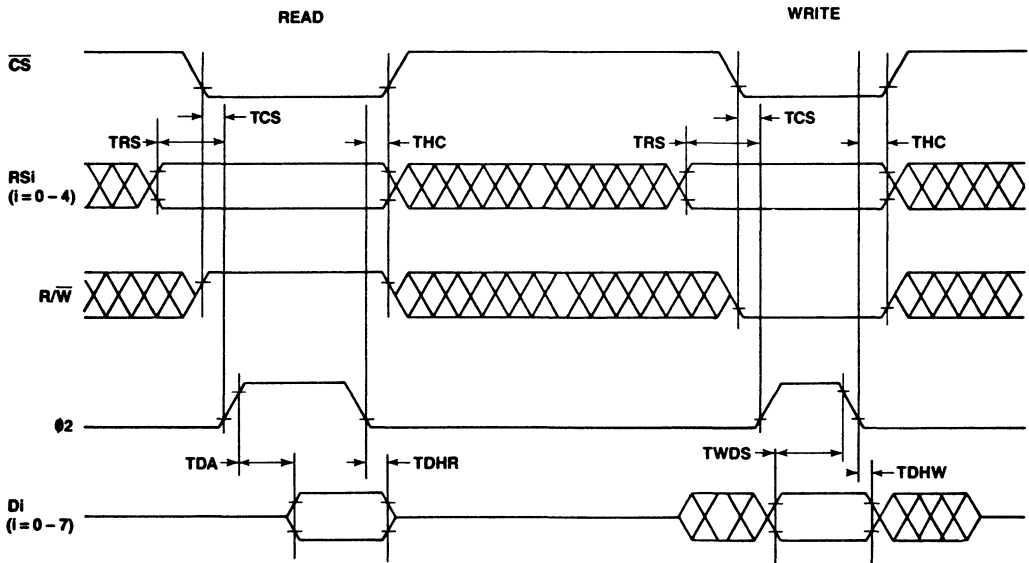 READ
WRITE
CS
TCS
TCS
TRS
THC
TRS
THC
RSi
(i = 0 – 4)
R/W
ϕ2
TDA
TDHR
TWDS
TDHW
Di
(i = 0 – 7)